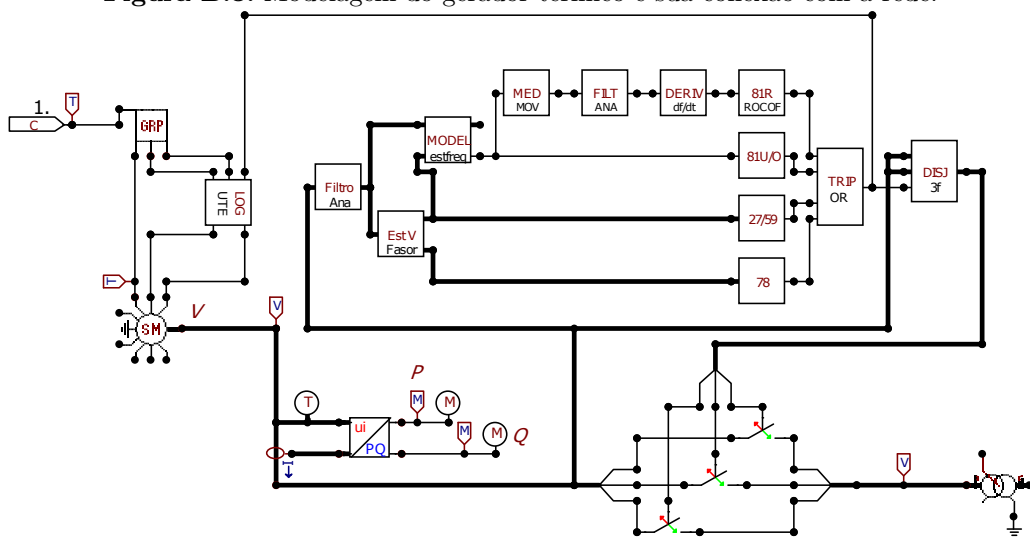 Figura B.3: Modelagem do gerador térmico e sua conexão com a rede.
1.
C
T
GRP
LOG
UTE
T
SM
V
V
MED
MOV
FILT
ANA
DERIV
df/dt
81R
ROCOF
MODEL
estfreq
81U/O
TRIP
OR
DISJ
3f
Filtro
Ana
Est V
Fasor
27/59
78
P
T
M
M
ui
PQ
M
M
Q
I
V